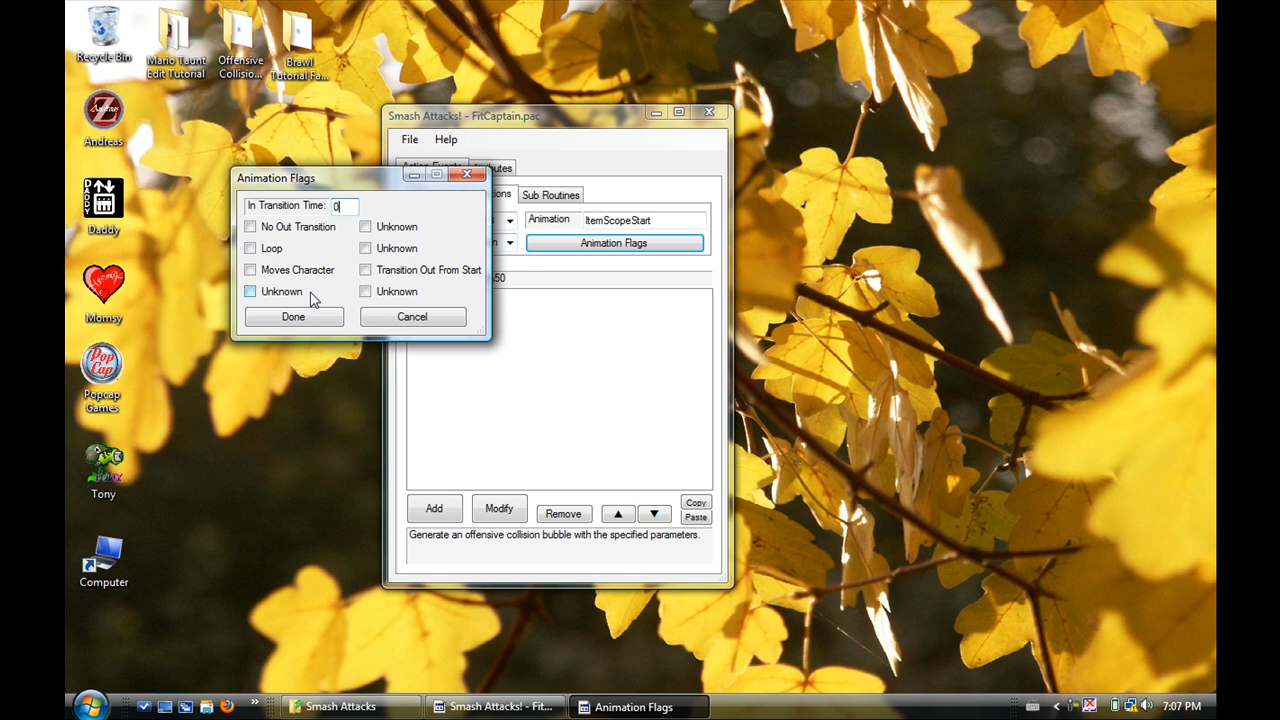 Recycle Bin
Mario Taunt
Edit Tutorial
Offensive
Collisio...
Brawl
Tutorial Fa...
Andreas
DADDY
Daddy
Momsy
Pop
Cap
Popcap
Games
TONY
Tony
Computer
Smash Attacks! - FitCaptain.pac
File Help
Sub Routines
Animation ItemScopeStart
Animation Flags
Animation Flags
In Transition Time: 0
No Out Transition Unknown
Loop Unknown
Moves Character Transition Out From Start
Unknown Unknown
Done Cancel
Add Modify Remove Copy
Paste
Generate an offensive collision bubble with the specified parameters.
Smash Attacks
Smash Attacks! - Fit...
Animation Flags
7:07 PM